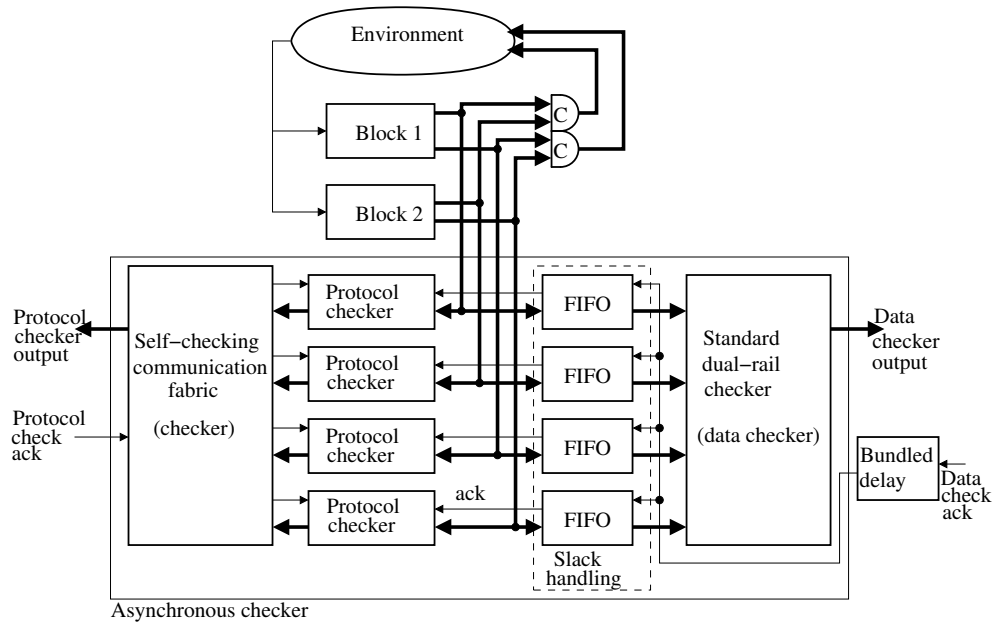 Environment
Block 1
C
C
Block 2
Protocol
checker
output
Protocol
check
ack
Self−checking
communication
fabric
(checker)
Protocol
checker
Protocol
checker
Protocol
checker
Protocol
checker
ack
FIFO
FIFO
FIFO
FIFO
Slack
handling
Standard
dual−rail
checker
(data checker)
Data
checker
output
Bundled
delay
Data
check
ack
Asynchronous checker